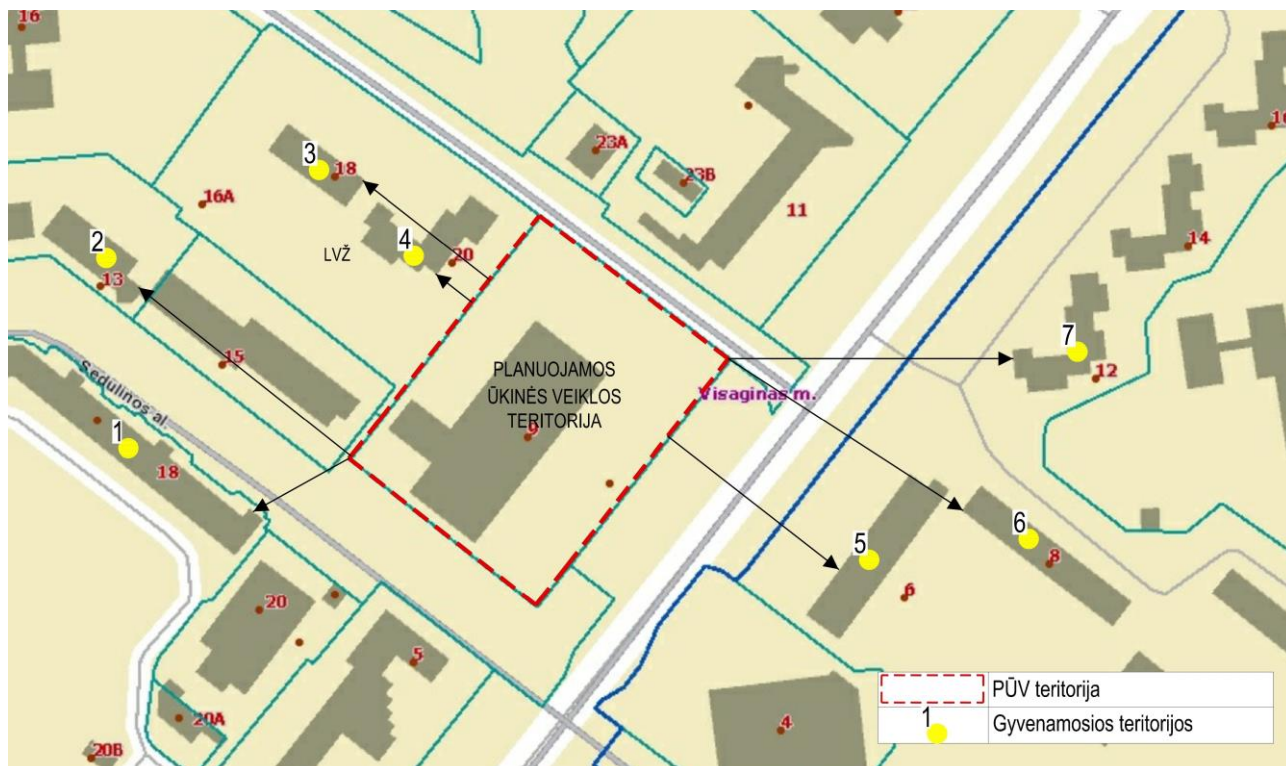 16
3
18
23A
23B
11
16
16A
2
13
4
20
LVŽ
14
PLANUOJAMOS
ŪKINĖS VEIKLOS
TERITORIJA
9
7
12
Visaginas m.
15
Sedulinos al.
1
18
5
6
6
8
20
5
20A
20B
4
PŪV teritorija
1
Gyvenamosios teritorijos